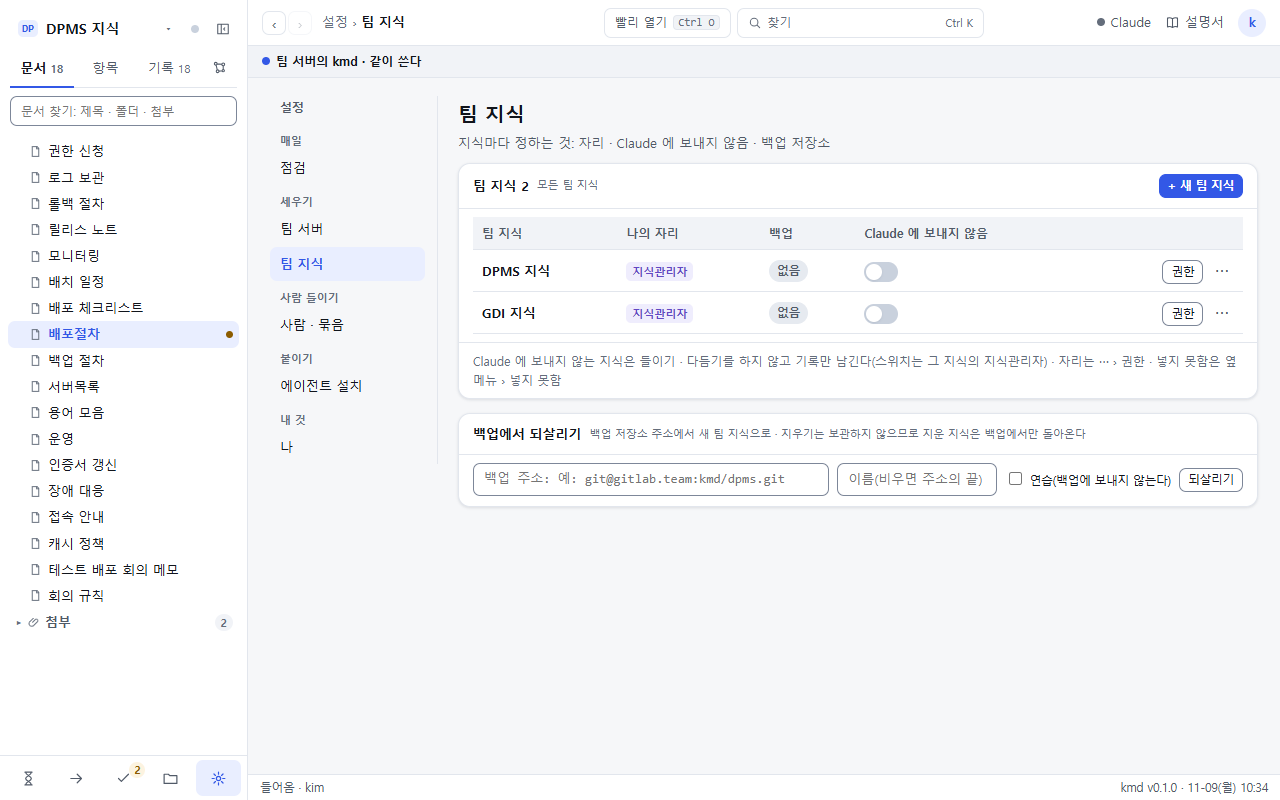 DP DPMS 지식
문서 18 항목 기록 18
문서 찾기: 제목 · 폴더 · 첨부
권한 신청
로그 보관
롤백 절차
릴리스 노트
모니터링
배치 일정
배포 체크리스트
배포절차
백업 절차
서버목록
용어 모음
운영
인증서 갱신
장애 대응
접속 안내
캐시 정책
테스트 배포 회의 메모
회의 규칙
첨부 2
2
‹ › 설정 › 팀 지식
빨리 열기 Ctrl O
찾기 Ctrl K
Claude 설명서 k
팀 서버의 kmd · 같이 쓴다
설정
매일
점검
세우기
팀 서버
팀 지식
사람 들이기
사람 · 묶음
붙이기
에이전트 설치
내 것
나
팀 지식
지식마다 정하는 것: 자리 · Claude 에 보내지 않음 · 백업 저장소
팀 지식 2 모든 팀 지식
+ 새 팀 지식
팀 지식 나의 자리 백업 Claude 에 보내지 않음
DPMS 지식 지식관리자 없음 권한 ···
GDI 지식 지식관리자 없음 권한 ···
Claude 에 보내지 않는 지식은 들이기 · 다듬기를 하지 않고 기록만 남긴다(스위치는 그 지식의 지식관리자) · 자리는 ··· › 권한 · 넣지 못함은 옆
메뉴 › 넣지 못함
백업에서 되살리기 백업 저장소 주소에서 새 팀 지식으로 · 지우기는 보관하지 않으므로 지운 지식은 백업에서만 돌아온다
백업 주소: 예: git@gitlab.team:kmd/dpms.git
이름(비우면 주소의 끝)
연습(백업에 보내지 않는다)
되살리기
들어옴 · kim
kmd v0.1.0 · 11-09(월) 10:34